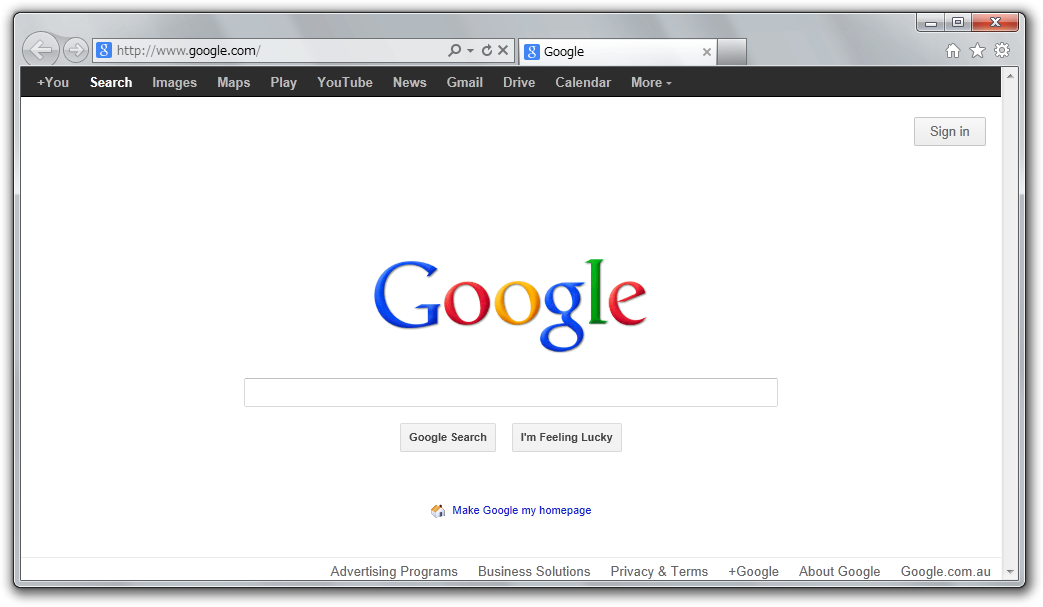 http://www.google.com/ Google
+You Search Images Maps Play YouTube News Gmail Drive Calendar More
Sign in
Google
Google Search I'm Feeling Lucky
Make Google my homepage
Advertising Programs Business Solutions Privacy & Terms +Google About Google Google.com.au